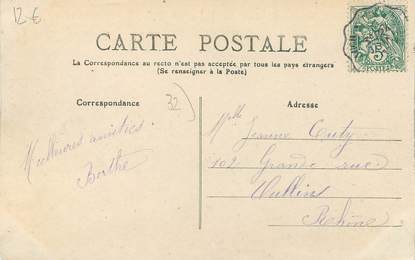 12 €
CARTE POSTALE
La Correspondance au recto n'est pas acceptée par tous les pays étrangers
(Se renseigner à la Poste)
Correspondance
32
Adresse
Meilleures amitiés.
Berthe
Mlle Jeanne
102 Grande rue
Oullins
Rhône